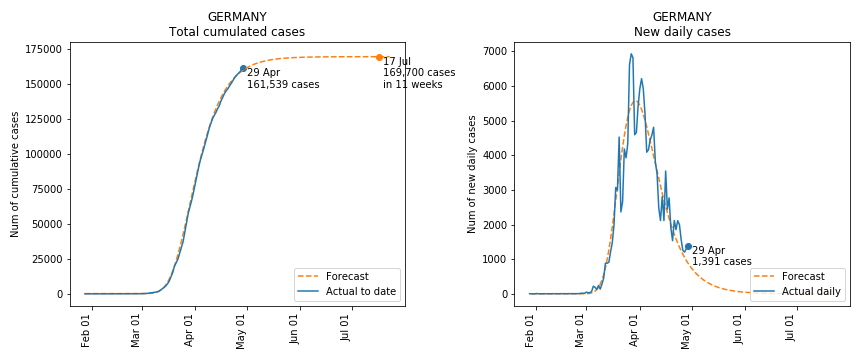 GERMANY
Total cumulated cases
Num of cumulative cases
175000
150000
125000
100000
75000
50000
25000
0
29 Apr
161,539 cases
17 Jul
169,700 cases
in 11 weeks
Forecast
Actual to date
Feb 01
Mar 01
Apr 01
May 01
Jun 01
Jul 01
GERMANY
New daily cases
Num of new daily cases
7000
6000
5000
4000
3000
2000
1000
0
29 Apr
1,391 cases
Forecast
Actual daily
Feb 01
Mar 01
Apr 01
May 01
Jun 01
Jul 01